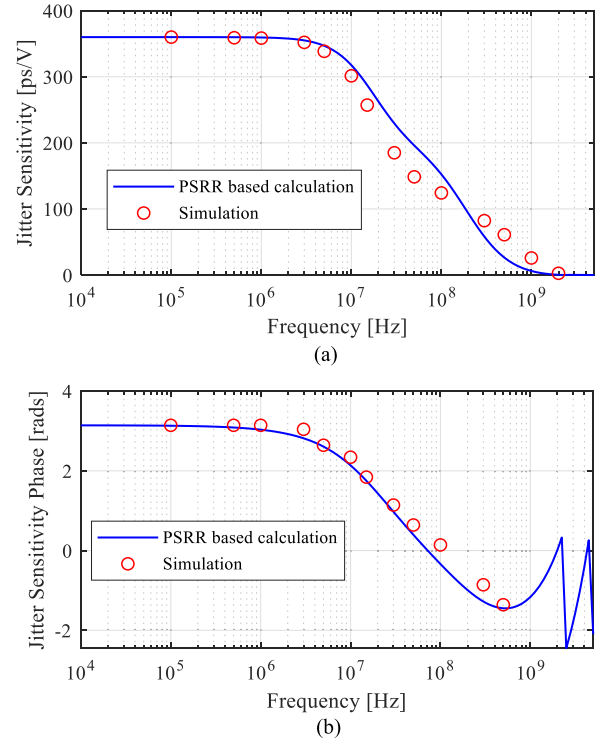 Jitter Sensitivity [ps/V]
400
300
200
100
0
PSRR based calculation
Simulation
10^4 10^5 10^6 10^7 10^8 10^9
Frequency [Hz]
(a)
Jitter Sensitivity Phase [rads]
4
2
0
-2
PSRR based calculation
Simulation
10^4 10^5 10^6 10^7 10^8 10^9
Frequency [Hz]
(b)